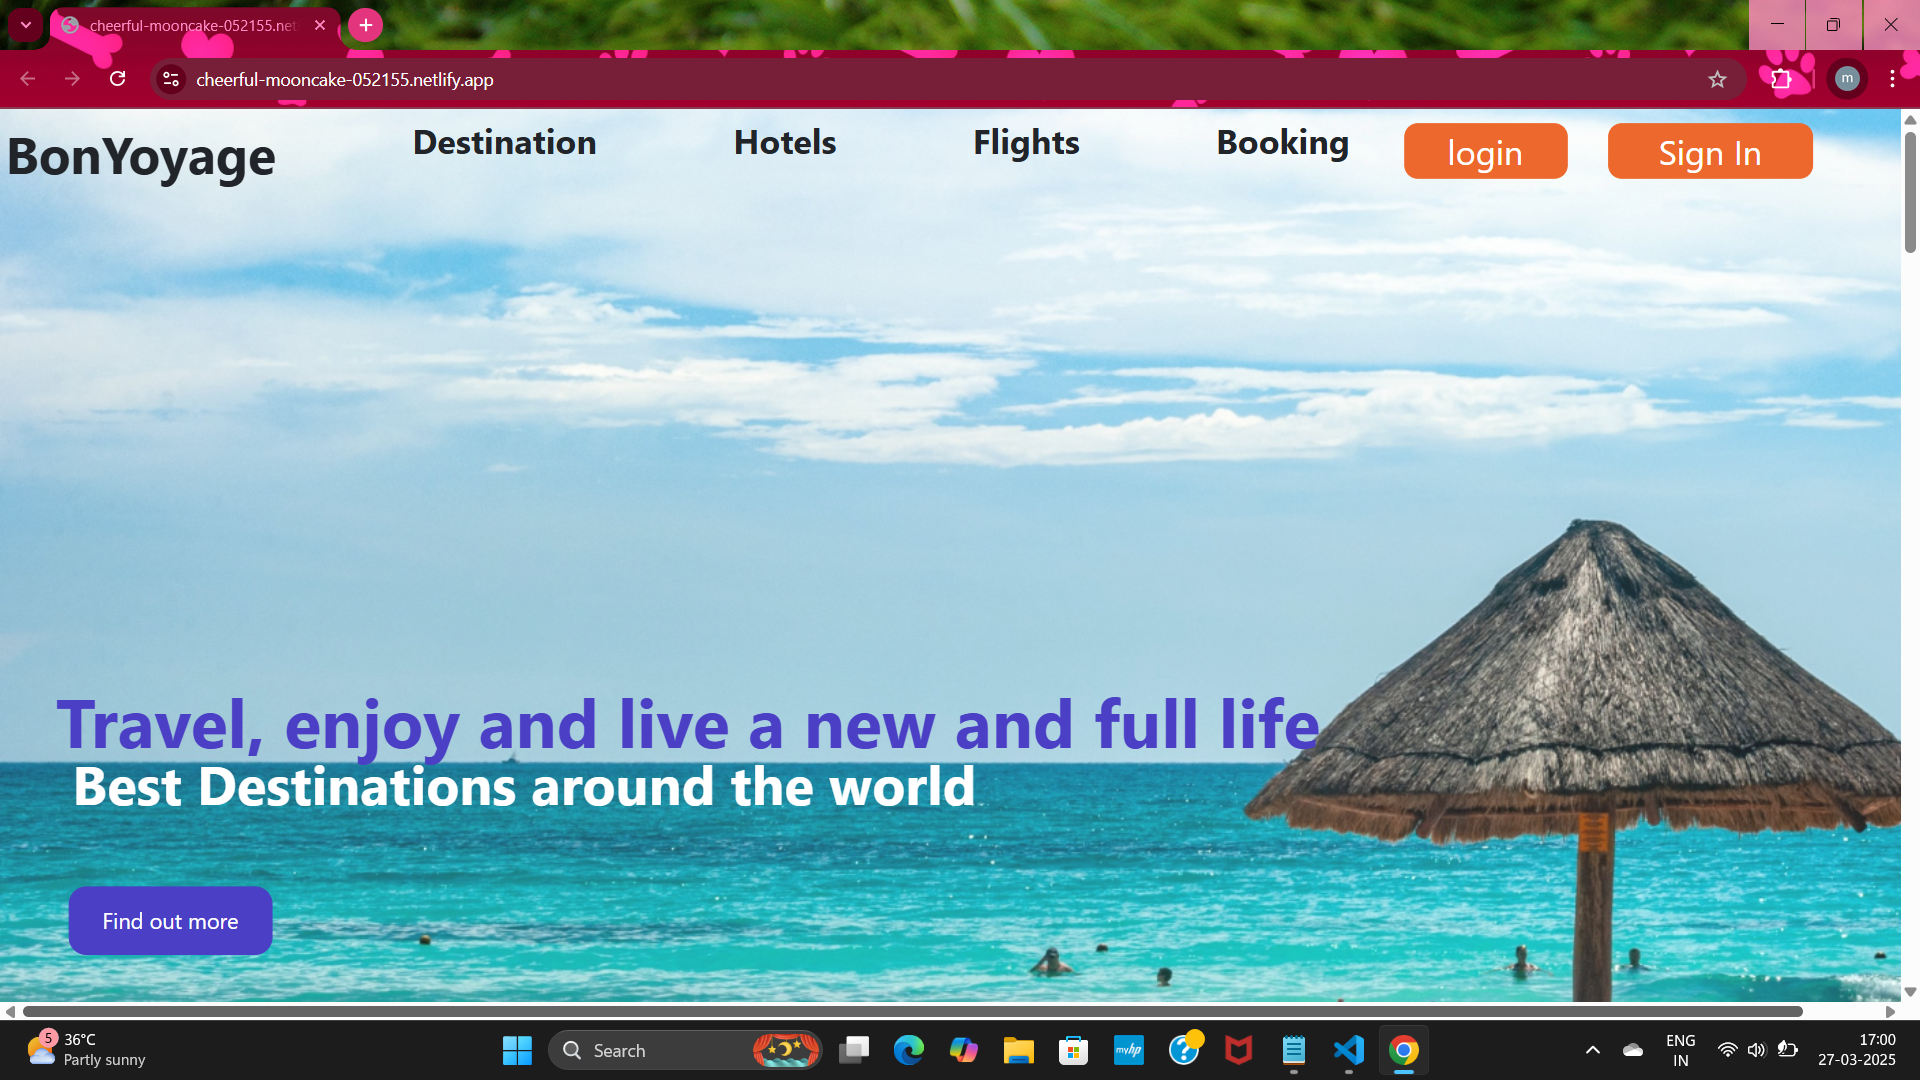 cheerful-mooncake-052155.net
cheerful-mooncake-052155.netlify.app
m
BonYoyage
Destination
Hotels
Flights
Booking
login
Sign In
Travel, enjoy and live a new and full life
Best Destinations around the world
Find out more
5
36°C
Partly sunny
Search
myhp
ENG
IN
17:00
27-03-2025